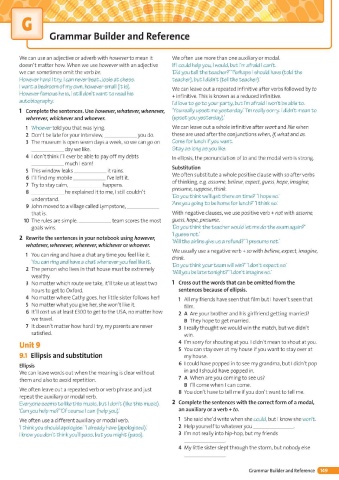 G
Grammar Builder and Reference
We can use an adjective or adverb with however to mean it
doesn't matter how. When we use however with an adjective
we can sometimes omit the verb be.
However hard I try, I can never beat Josie at chess.
I want a bedroom of my own, however small (it is).
However famous he is, I still don't want to read his
autobiography.
1 Complete the sentences. Use however, whatever, whenever,
wherever, whichever and whoever.
1 Whoever told you that was lying.
2 Don't be late for your interview, you do.
3 The museum is open seven days a week, so we can go on
day we like.
4 I don't think I'll ever be able to pay off my debts
much I earn!
5 This window leaks it rains.
6 I'll find my mobile I've left it.
7 Try to stay calm, happens.
8 he explained it to me, I still couldn't
understand.
9 John moved to a village called Lympstone,
that is.
10 The rules are simple: team scores the most
goals wins.
2 Rewrite the sentences in your notebook using however,
whatever, whenever, wherever, whichever or whoever.
1 You can ring and have a chat any time you feel like it.
You can ring and have a chat whenever you feel like it.
2 The person who lives in that house must be extremely
wealthy.
3 No matter which route we take, it'll take us at least two
hours to get to Oxford.
4 No matter where Cathy goes, her little sister follows her!
5 No matter what you give her, she won't like it.
6 It'll cost us at least £500 to get to the USA, no matter how
we travel.
7 It doesn't matter how hard I try, my parents are never
satisfied.
Unit 9
9.1 Ellipsis and substitution
Ellipsis
We can leave words out when the meaning is clear without
them and also to avoid repetition.
We often leave out a repeated verb or verb phrase and just
repeat the auxiliary or modal verb.
Everyone seems to like this music, but I don't (like this music).
'Can you help me?' 'Of course I can (help you).'
We often use a different auxiliary or modal verb.
'I think you should apologise.' 'I already have (apologised).'
I know you don't think you'll pass, but you might (pass).
We often use more than one auxiliary or modal.
If I could help you, I would, but I'm afraid I can't.
'Did you tell the teacher?' 'Perhaps I should have (told the
teacher), but I didn't (tell the teacher).'
We can leave out a repeated infinitive after verbs followed by to
+ infinitive. This is known as a reduced infinitive.
I'd love to go to your party, but I'm afraid I won't be able to.
'You really upset me yesterday.' 'I'm really sorry. I didn't mean to
(upset you yesterday).'
We can leave out a whole infinitive after want and like when
these are used after the conjunctions when, if, what and as.
Come for lunch if you want.
Stay as long as you like.
In ellipsis, the pronunciation of to and the modal verb is strong.
Substitution
We often substitute a whole positive clause with so after verbs
of thinking, e.g. assume, believe, expect, guess, hope, imagine,
presume, suppose, think.
'Do you think we'll get there on time?' 'I hope so.'
'Are you going to be home for lunch?' 'I think so.'
With negative clauses, we use positive verb + not with assume,
guess, hope, presume.
'Do you think the teacher would let me do the exam again?'
'I guess not.'
'Will the airline give us a refund?' 'I presume not.'
We usually use a negative verb + so with believe, expect, imagine,
think.
'Do you think your team will win?' 'I don't expect so.'
'Will you be late tonight?' 'I don't imagine so.'
1 Cross out the words that can be omitted from the
sentences because of ellipsis.
1 All my friends have seen that film but I haven't seen that
film.
2 A Are your brother and his girlfriend getting married?
B They hope to get married.
3 I really thought we would win the match, but we didn't
win.
4 I'm sorry for shouting at you. I didn't mean to shout at you.
5 You can stay over at my house if you want to stay over at
my house.
6 I could have popped in to see my grandma, but I didn't pop
in and I should have popped in.
7 A When are you coming to see us?
B I'll come when I can come.
8 You don't have to tell me if you don't want to tell me.
2 Complete the sentences with the correct form of a modal,
an auxiliary or a verb + to.
1 She said she'd write when she could, but I know she won't.
2 Help yourself to whatever you .
3 I'm not really into hip-hop, but my friends
.
4 My little sister slept through the storm, but nobody else
.
Grammar Builder and Reference